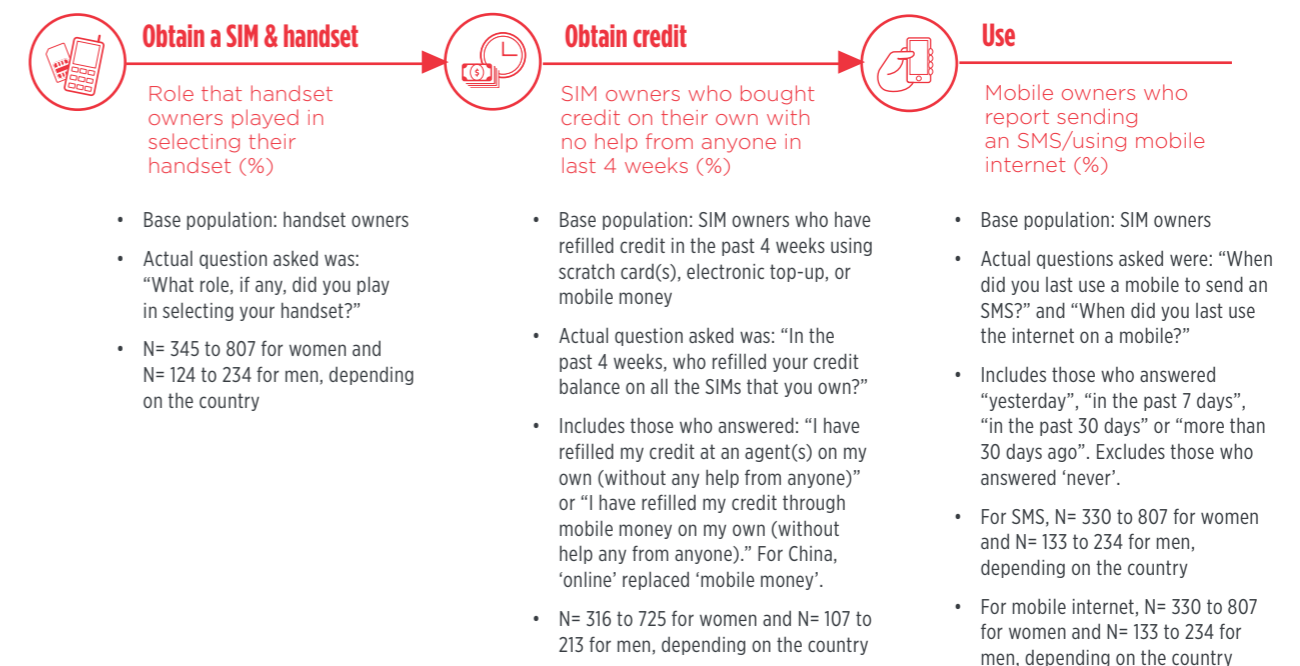 Obtain a SIM & handset
Role that handset
owners played in
selecting their
handset (%)
• Base population: handset owners
• Actual question asked was:
“What role, if any, did you play
in selecting your handset?”
• N= 345 to 807 for women and
N= 124 to 234 for men, depending
on the country
$
Obtain credit
SIM owners who bought
credit on their own with
no help from anyone in
last 4 weeks (%)
• Base population: SIM owners who have
refilled credit in the past 4 weeks using
scratch card(s), electronic top-up, or
mobile money
• Actual question asked was: “In the
past 4 weeks, who refilled your credit
balance on all the SIMs that you own?”
• Includes those who answered: “I have
refilled my credit at an agent(s) on my
own (without any help from anyone)”
or “I have refilled my credit through
mobile money on my own (without
help any from anyone).” For China,
‘online’ replaced ‘mobile money’.
• N= 316 to 725 for women and N= 107 to
213 for men, depending on the country
Use
Mobile owners who
report sending
an SMS/using mobile
internet (%)
• Base population: SIM owners
• Actual questions asked were: “When
did you last use a mobile to send an
SMS?” and “When did you last use
the internet on a mobile?”
• Includes those who answered
“yesterday”, “in the past 7 days”,
“in the past 30 days” or “more than
30 days ago”. Excludes those who
answered ‘never’.
• For SMS, N= 330 to 807 for women
and N= 133 to 234 for men,
depending on the country
• For mobile internet, N= 330 to 807
for women and N= 133 to 234 for
men, depending on the country